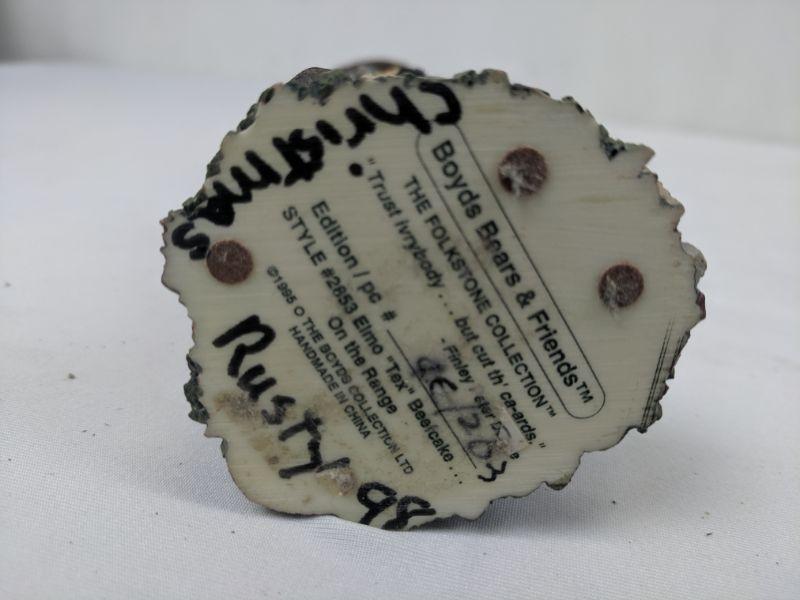 Christmas
Boyds Bears & Friends™
THE FOLKSTONE COLLECTION™
"Trust ivrybody ... but cut th' ca-ards."
- Finley
Edition / pc #
STYLE #2853 Elmo "Tex" Beefcake ...
On the Range
©1995 THE BOYDS COLLECTION LTD
HANDMADE IN CHINA
Rusty 98